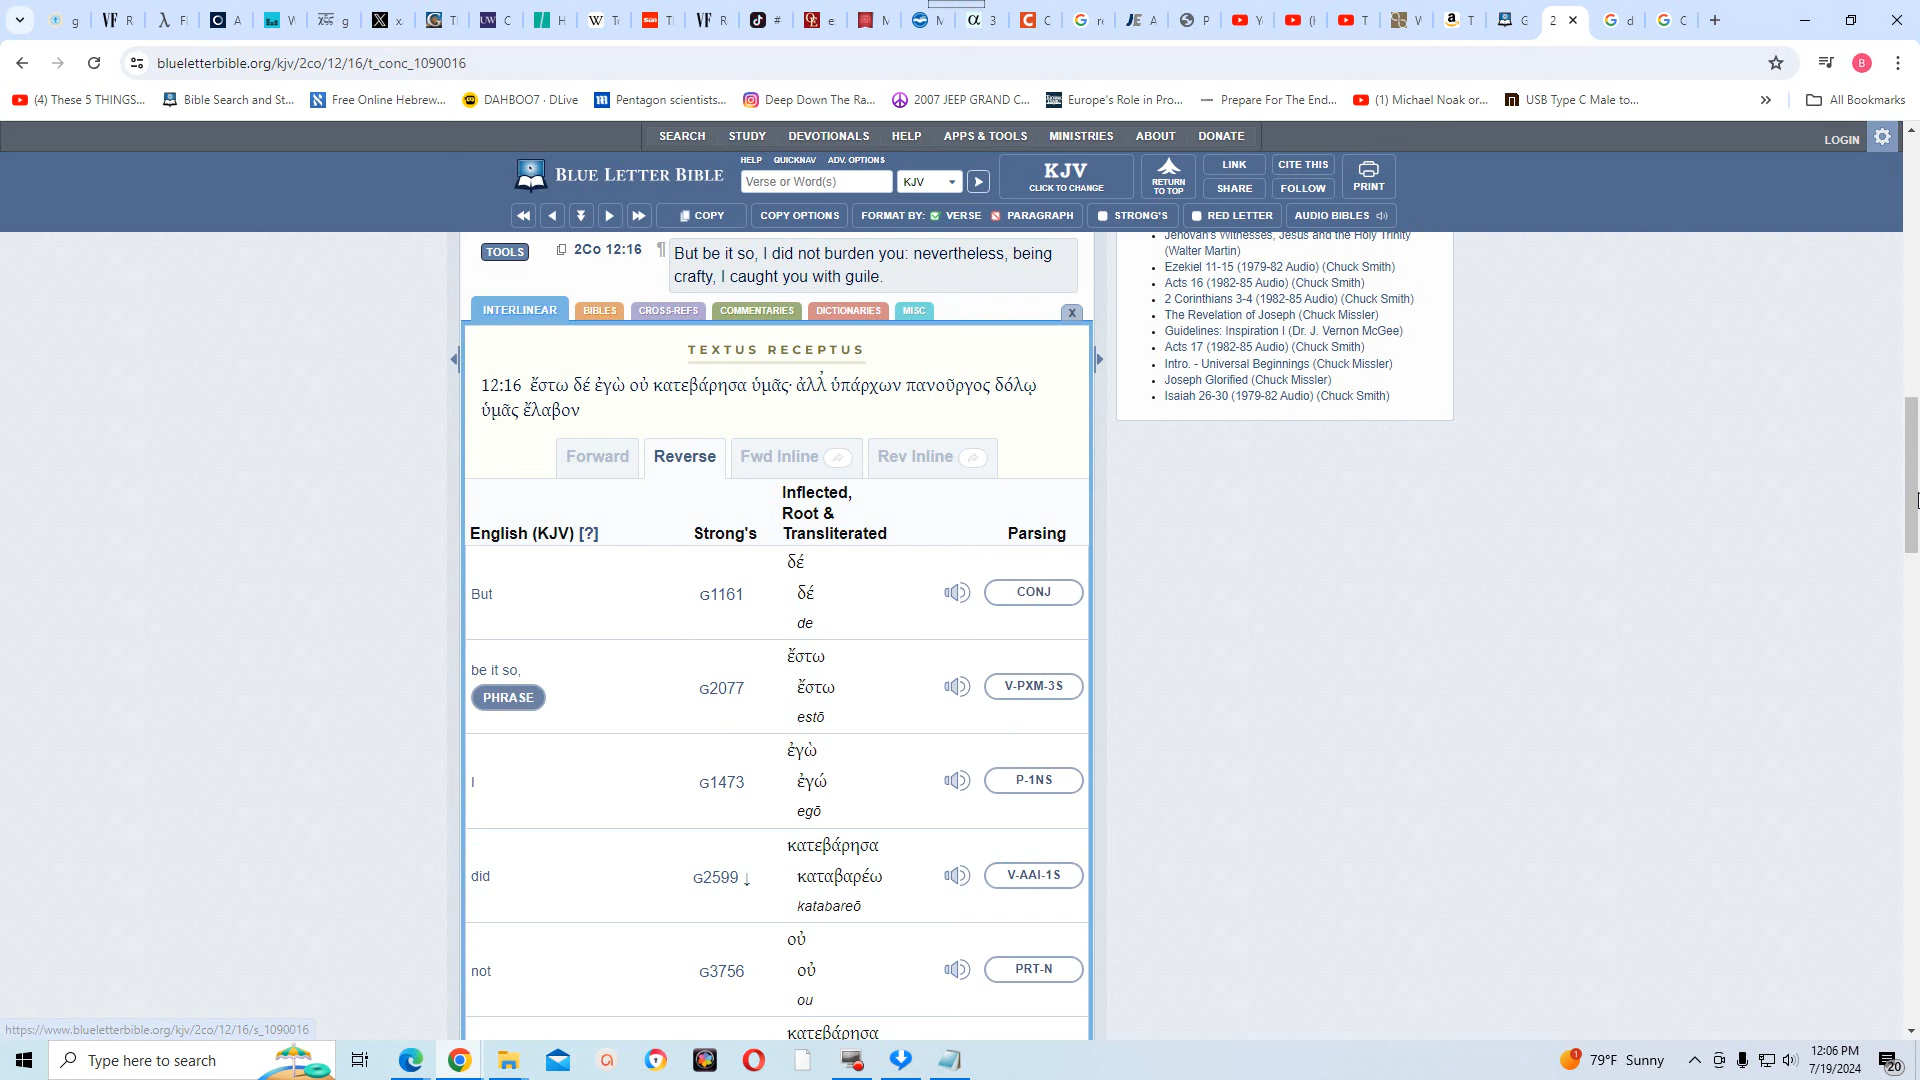 g VF R λ Fl A W g x. G Tl UW C H W To SGN Tl VF R # e: M M α 3 C C G re JE A P Y (I T V a T G 2 G d G C
blueletterbible.org/kjv/2co/12/16/t_conc_1090016 B
(4) These 5 THINGS... Bible Search and St... Free Online Hebrew... DAHBOO7 · DLive Pentagon scientists... Deep Down The Ra... 2007 JEEP GRAND C... Europe's Role in Pro... Prepare For The End... (1) Michael Noak or... USB Type C Male to... » All Bookmarks
SEARCH STUDY DEVOTIONALS HELP APPS & TOOLS MINISTRIES ABOUT DONATE LOGIN
HELP QUICKNAV ADV. OPTIONS
BLUE LETTER BIBLE Verse or Word(s) KJV KJV CLICK TO CHANGE RETURN TO TOP LINK CITE THIS SHARE FOLLOW PRINT
COPY COPY OPTIONS FORMAT BY: VERSE PARAGRAPH STRONG'S RED LETTER AUDIO BIBLES
TOOLS 2Co 12:16 ¶ But be it so, I did not burden you: nevertheless, being
crafty, I caught you with guile.
INTERLINEAR BIBLES CROSS-REFS COMMENTARIES DICTIONARIES MISC X
TEXTUS RECEPTUS
12:16 ἔστω δέ ἐγὼ οὐ κατεβάρησα ὑμᾶς· ἀλλ᾽ ὑπάρχων πανοῦργος δόλῳ
ὑμᾶς ἔλαβον
Forward Reverse Fwd Inline Rev Inline
Inflected,
Root &
English (KJV) [?] Strong's Transliterated Parsing
δέ
But G1161 δέ CONJ
de
ἔστω
be it so,
PHRASE G2077 ἔστω V-PXM-3S
estō
ἐγὼ
I G1473 ἐγώ P-1NS
egō
κατεβάρησα
did G2599 ↓ καταβαρέω V-AAI-1S
katabareō
οὐ
not G3756 οὐ PRT-N
ou
κατεβάρησα
Jehovah's Witnesses, Jesus and the Holy Trinity
(Walter Martin)
Ezekiel 11-15 (1979-82 Audio) (Chuck Smith)
Acts 16 (1982-85 Audio) (Chuck Smith)
2 Corinthians 3-4 (1982-85 Audio) (Chuck Smith)
The Revelation of Joseph (Chuck Missler)
Guidelines: Inspiration I (Dr. J. Vernon McGee)
Acts 17 (1982-85 Audio) (Chuck Smith)
Intro. - Universal Beginnings (Chuck Missler)
Joseph Glorified (Chuck Missler)
Isaiah 26-30 (1979-82 Audio) (Chuck Smith)
https://www.blueletterbible.org/kjv/2co/12/16/s_1090016
Type here to search 1 79°F Sunny 12:06 PM
7/19/2024 20